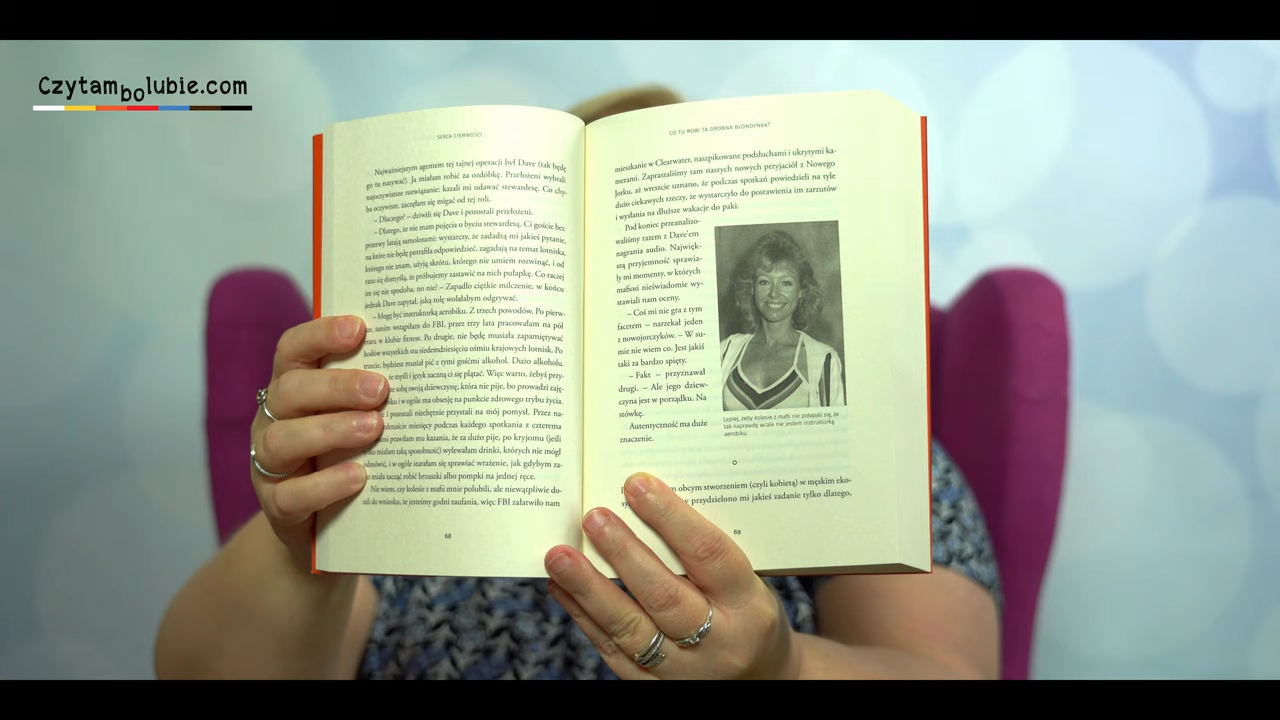 Czytambolubie.com
SERCA CIEMNOŚCI
Najważniejszym agentem tej tajnej operacji był Dave (tak będę
go tu nazywać). Ja miałam robić za ozdóbkę. Przełożeni wybrali
najoczywistsze rozwiązanie: kazali mi udawać stewardesę. Co chy-
ba oczywiste, zaczęłam się migać od tej roli.
– Dlaczego? – dziwili się Dave i pozostali przełożeni.
– Dlatego, że nie mam pojęcia o byciu stewardesą. Ci goście bez
przerwy latają samolotami: wystarczy, że zadadzą mi jakieś pytanie,
na które nie będę potrafiła odpowiedzieć, zagadają na temat lotniska,
którego nie znam, użyją skrótu, którego nie umiem rozwinąć, i od
razu się domyślą, że próbujemy zastawić na nich pułapkę. Co raczej
im się nie spodoba, no nie? – Zapadło ciężkie milczenie, w końcu
jednak Dave zapytał, jaką rolę wolałabym odgrywać.
– Mogę być instruktorką aerobiku. Z trzech powodów. Po pierw-
sze, zanim wstąpiłam do FBI, przez trzy lata pracowałam na pół
etatu w klubie fitness. Po drugie, nie będę musiała zapamiętywać
kodów wszystkich stu siedemdziesięciu ośmiu krajowych lotnisk. Po
trzecie, będziesz musiał pić z tymi gośćmi alkohol. Dużo alkoholu.
myśli i język zaczną ci się plątać. Więc warto, żebyś przy-
sobą swoją dziewczynę, która nie pije, bo prowadzi zaję-
i w ogóle ma obsesję na punkcie zdrowego trybu życia.
i pozostali niechętnie przystali na mój pomysł. Przez na-
miesięcy podczas każdego spotkania z czterema
prawiłam mu kazania, że za dużo pije, po kryjomu (jeśli
tylko miałam taką sposobność) wylewałam drinki, których nie mógł
odmówić, i w ogóle starałam się sprawiać wrażenie, jak gdybym za-
miała zacząć robić brzuszki albo pompki na jednej ręce.
Nie wiem, czy kolesie z mafii mnie polubili, ale niewątpliwie do-
szli do wniosku, że jesteśmy godni zaufania, więc FBI załatwiło nam
68
CO TU ROBI TA DROBNA BLONDYNKA?
mieszkanie w Clearwater, naszpikowane podsłuchami i ukrytymi ka-
merami. Zapraszaliśmy tam naszych nowych przyjaciół z Nowego
Jorku, aż wreszcie uznano, że podczas spotkań powiedzieli na tyle
dużo ciekawych rzeczy, że wystarczyło do postawienia im zarzutów
i wysłania na dłuższe wakacje do paki.
Pod koniec przeanalizo-
waliśmy razem z Dave'em
nagrania audio. Najwięk-
szą przyjemność sprawia-
ły mi momenty, w których
mafiosi nieświadomie wy-
stawiali nam oceny.
– Coś mi nie gra z tym
facetem – narzekał jeden
z nowojorczyków. – W su-
mie nie wiem co. Jest jakiś
taki za bardzo spięty.
– Fakt – przyznawał
drugi. – Ale jego dziew-
czyna jest w porządku. Na
stówkę.
Autentyczność ma duże
znaczenie.
Lepiej, żeby kolesie z mafii nie połapali się, że
tak naprawdę wcale nie jestem instruktorką
aerobiku.
obcym stworzeniem (czyli kobietą) w męskim eko-
przydzielono mi jakieś zadanie tylko dlatego,
69